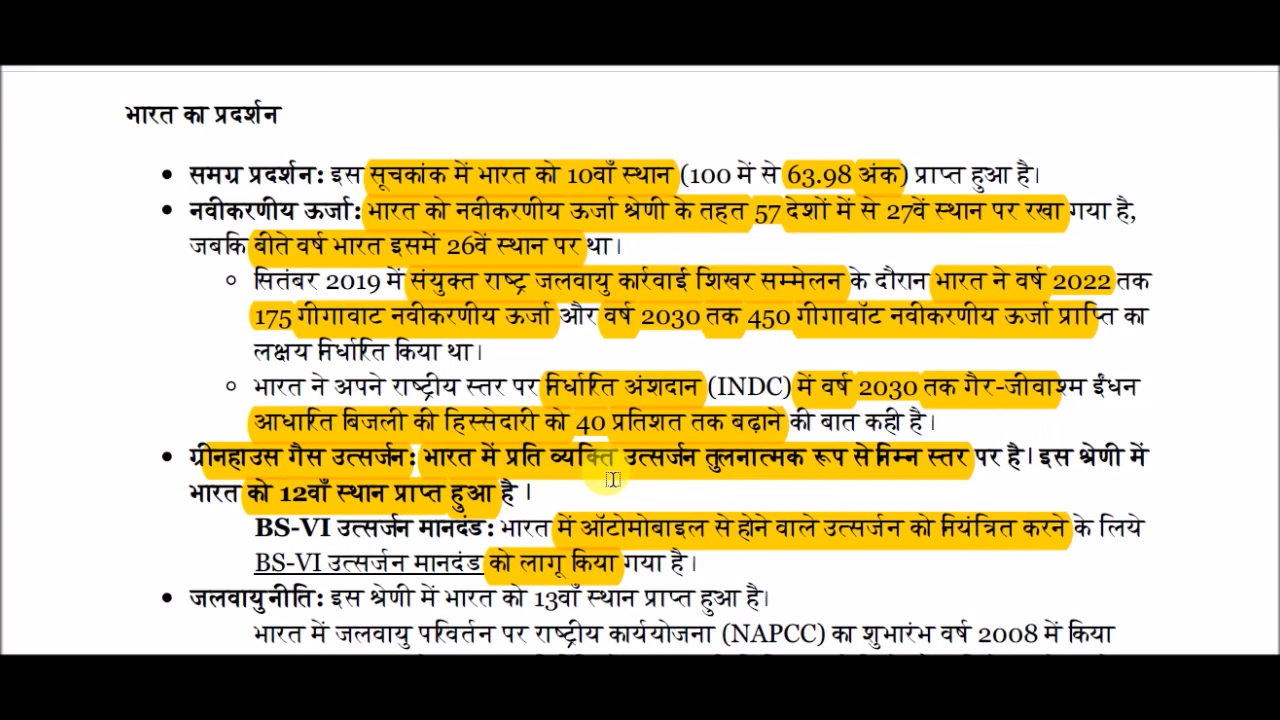 भारत का प्रदर्शन
• समग्र प्रदर्शन: इस सूचकांक में भारत को 10वाँ स्थान (100 में से 63.98 अंक) प्राप्त हुआ है।
• नवीकरणीय ऊर्जा: भारत को नवीकरणीय ऊर्जा श्रेणी के तहत 57 देशों में से 27वें स्थान पर रखा गया है,
जबकि बीते वर्ष भारत इसमें 26वें स्थान पर था।
○ सितंबर 2019 में संयुक्त राष्ट्र जलवायु कार्रवाई शिखर सम्मेलन के दौरान भारत ने वर्ष 2022 तक
175 गीगावाट नवीकरणीय ऊर्जा और वर्ष 2030 तक 450 गीगावॉट नवीकरणीय ऊर्जा प्राप्ति का
लक्षय निर्धारित किया था।
○ भारत ने अपने राष्ट्रीय स्तर पर निर्धारित अंशदान (INDC) में वर्ष 2030 तक गैर-जीवाश्म ईंधन
आधारित बिजली की हिस्सेदारी को 40 प्रतिशत तक बढ़ाने की बात कही है।
• ग्रीनहाउस गैस उत्सर्जन: भारत में प्रति व्यक्ति उत्सर्जन तुलनात्मक रूप से निम्न स्तर पर है। इस श्रेणी में
भारत को 12वाँ स्थान प्राप्त हुआ है ।
BS-VI उत्सर्जन मानदंड: भारत में ऑटोमोबाइल से होने वाले उत्सर्जन को नियंत्रित करने के लिये
BS-VI उत्सर्जन मानदंड को लागू किया गया है।
• जलवायु नीति: इस श्रेणी में भारत को 13वाँ स्थान प्राप्त हुआ है।
भारत में जलवायु परिवर्तन पर राष्ट्रीय कार्ययोजना (NAPCC) का शुभारंभ वर्ष 2008 में किया